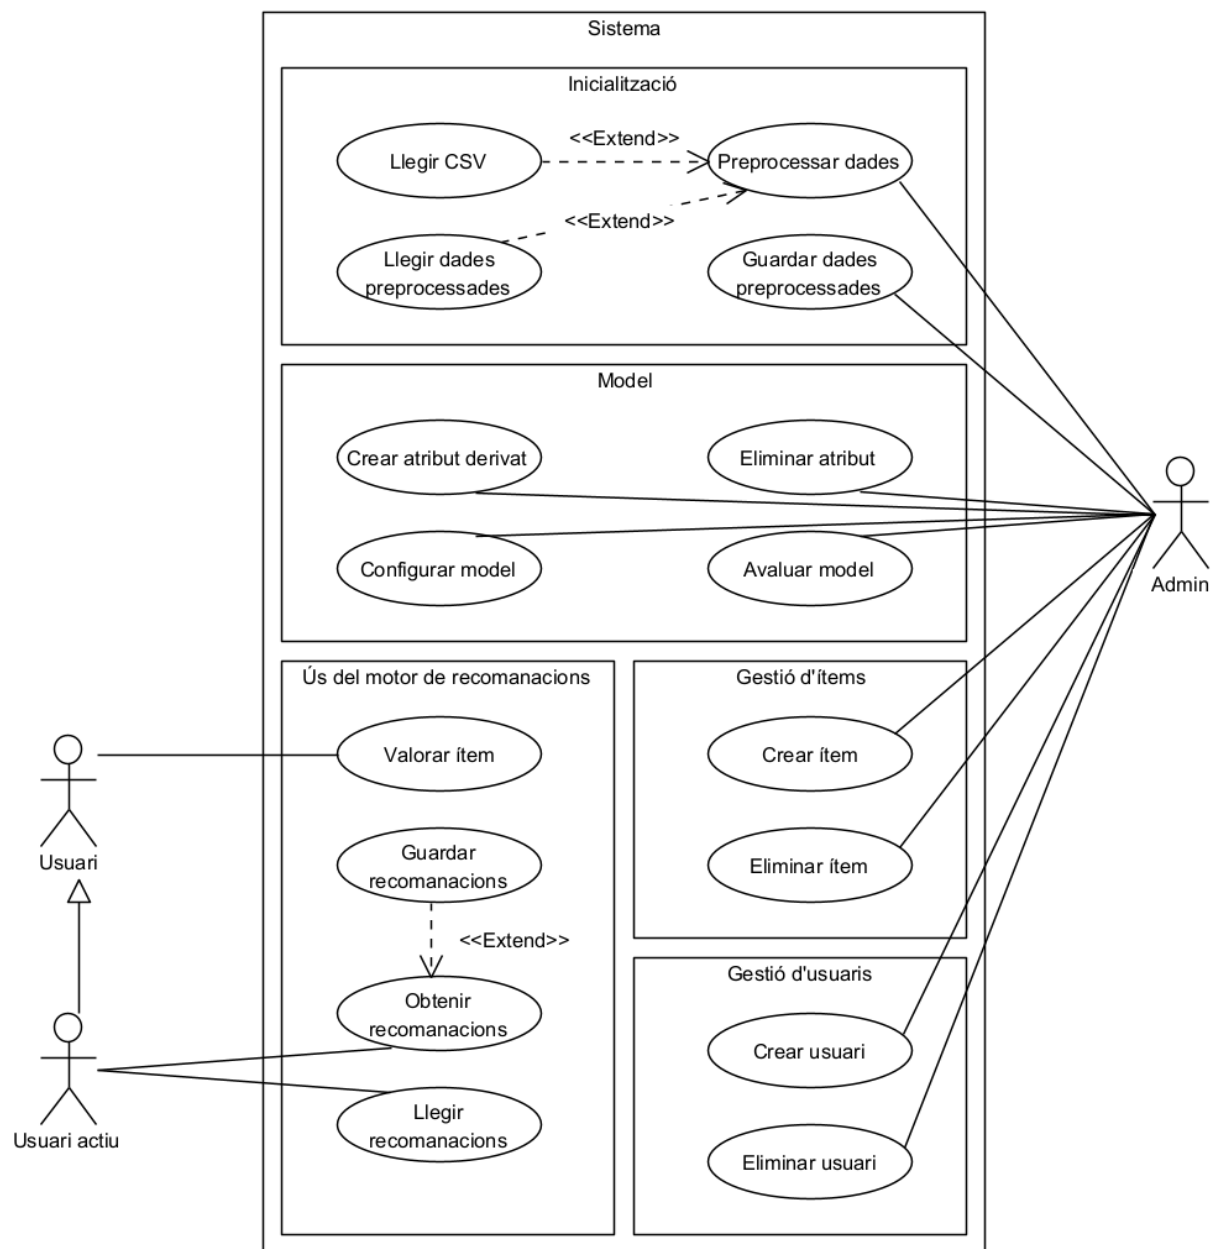 Sistema
Inicialització
<<Extend>>
Llegir CSV
Preprocessar dades
<<Extend>>
Llegir dades
preprocessades
Guardar dades
preprocessades
Model
Crear atribut derivat
Eliminar atribut
Configurar model
Avaluar model
Admin
Ús del motor de recomanacions
Valorar ítem
Usuari
Guardar
recomanacions
<<Extend>>
Obtenir
recomanacions
Llegir
recomanacions
Usuari actiu
Gestió d'ítems
Crear ítem
Eliminar ítem
Gestió d'usuaris
Crear usuari
Eliminar usuari